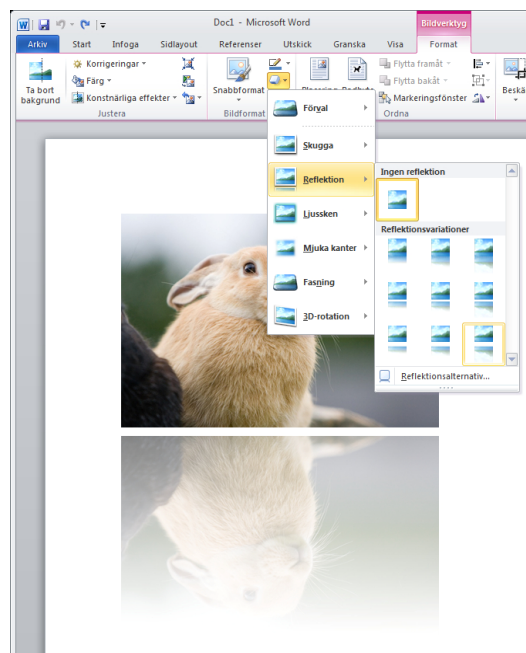 Doc1 - Microsoft Word
Bildverktyg
Arkiv Start Infoga Sidlayout Referenser Utskick Granska Visa Format
Ta bort bakgrund
Korrigeringar
Färg
Konstnärliga effekter
Justera
Snabbformat
Bildformat
Flytta framåt
Flytta bakåt
Markeringsfönster
Ordna
Förval
Skugga
Reflektion
Ljussken
Mjuka kanter
Fasning
3D-rotation
Ingen reflektion
Reflektionsvariationer
Reflektionsalternativ...